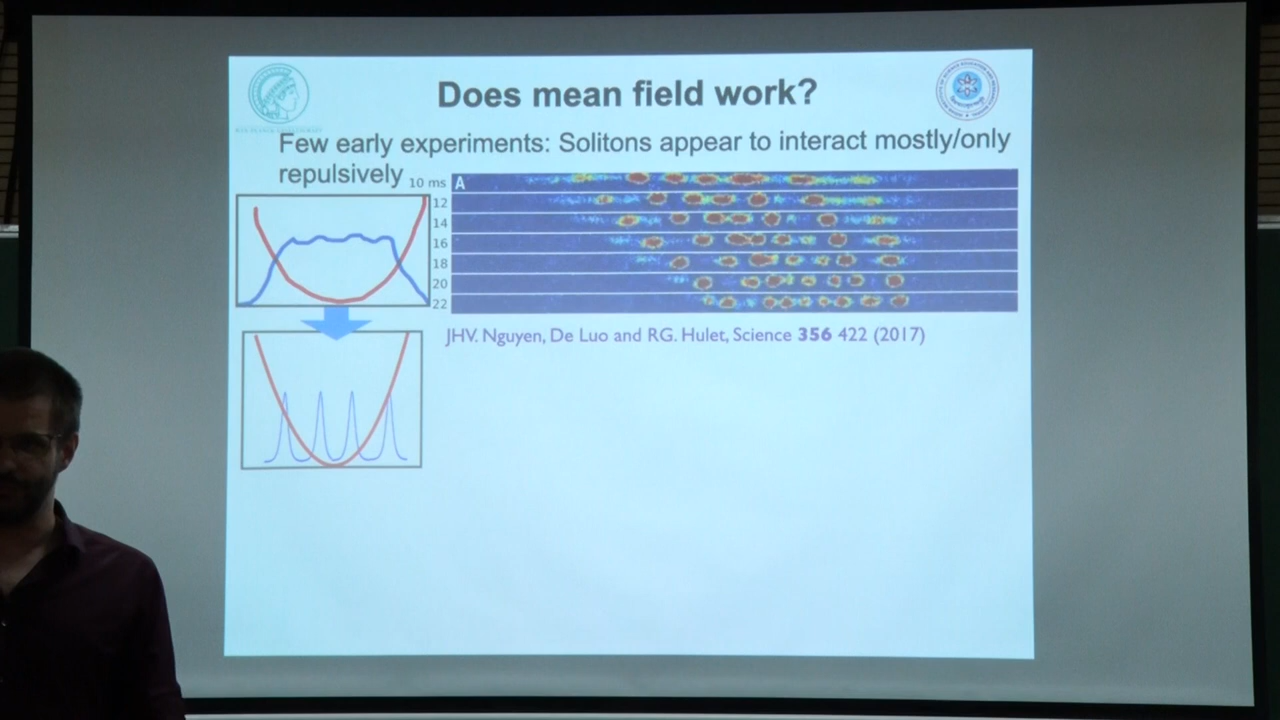 Does mean field work?
Few early experiments: Solitons appear to interact mostly/only
repulsively
10 ms
A
12
14
16
18
20
22
JHV. Nguyen, De Luo and RG. Hulet, Science 356 422 (2017)